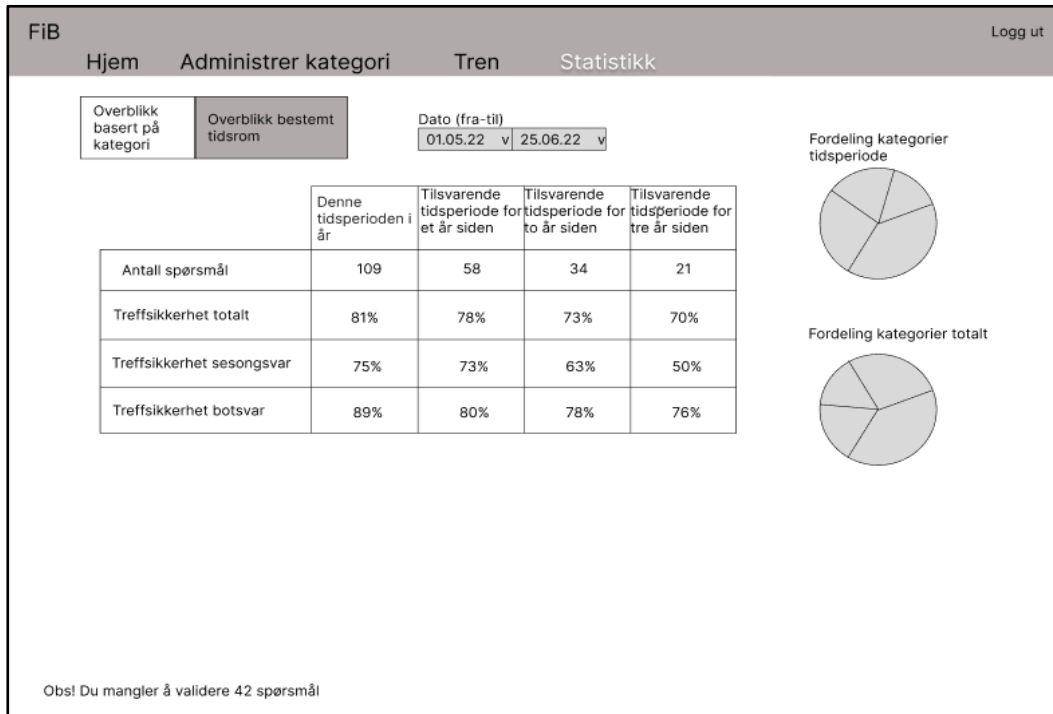 FiB
Logg ut
Hjem Administrer kategori Tren Statistikk
Overblikk
basert på
kategori
Overblikk bestemt
tidsrom
Dato (fra-til)
01.05.22 v 25.06.22 v
Fordeling kategorier
tidsperiode
Denne
tidsperioden i
år
Tilsvarende
tidsperiode for
et år siden
Tilsvarende
tidsperiode for
to år siden
Tilsvarende
tidsperiode for
tre år siden
Antall spørsmål 109 58 34 21
Treffsikkerhet totalt 81% 78% 73% 70%
Treffsikkerhet sesongsvar 75% 73% 63% 50%
Treffsikkerhet botsvar 89% 80% 78% 76%
Fordeling kategorier totalt
Obs! Du mangler å validere 42 spørsmål